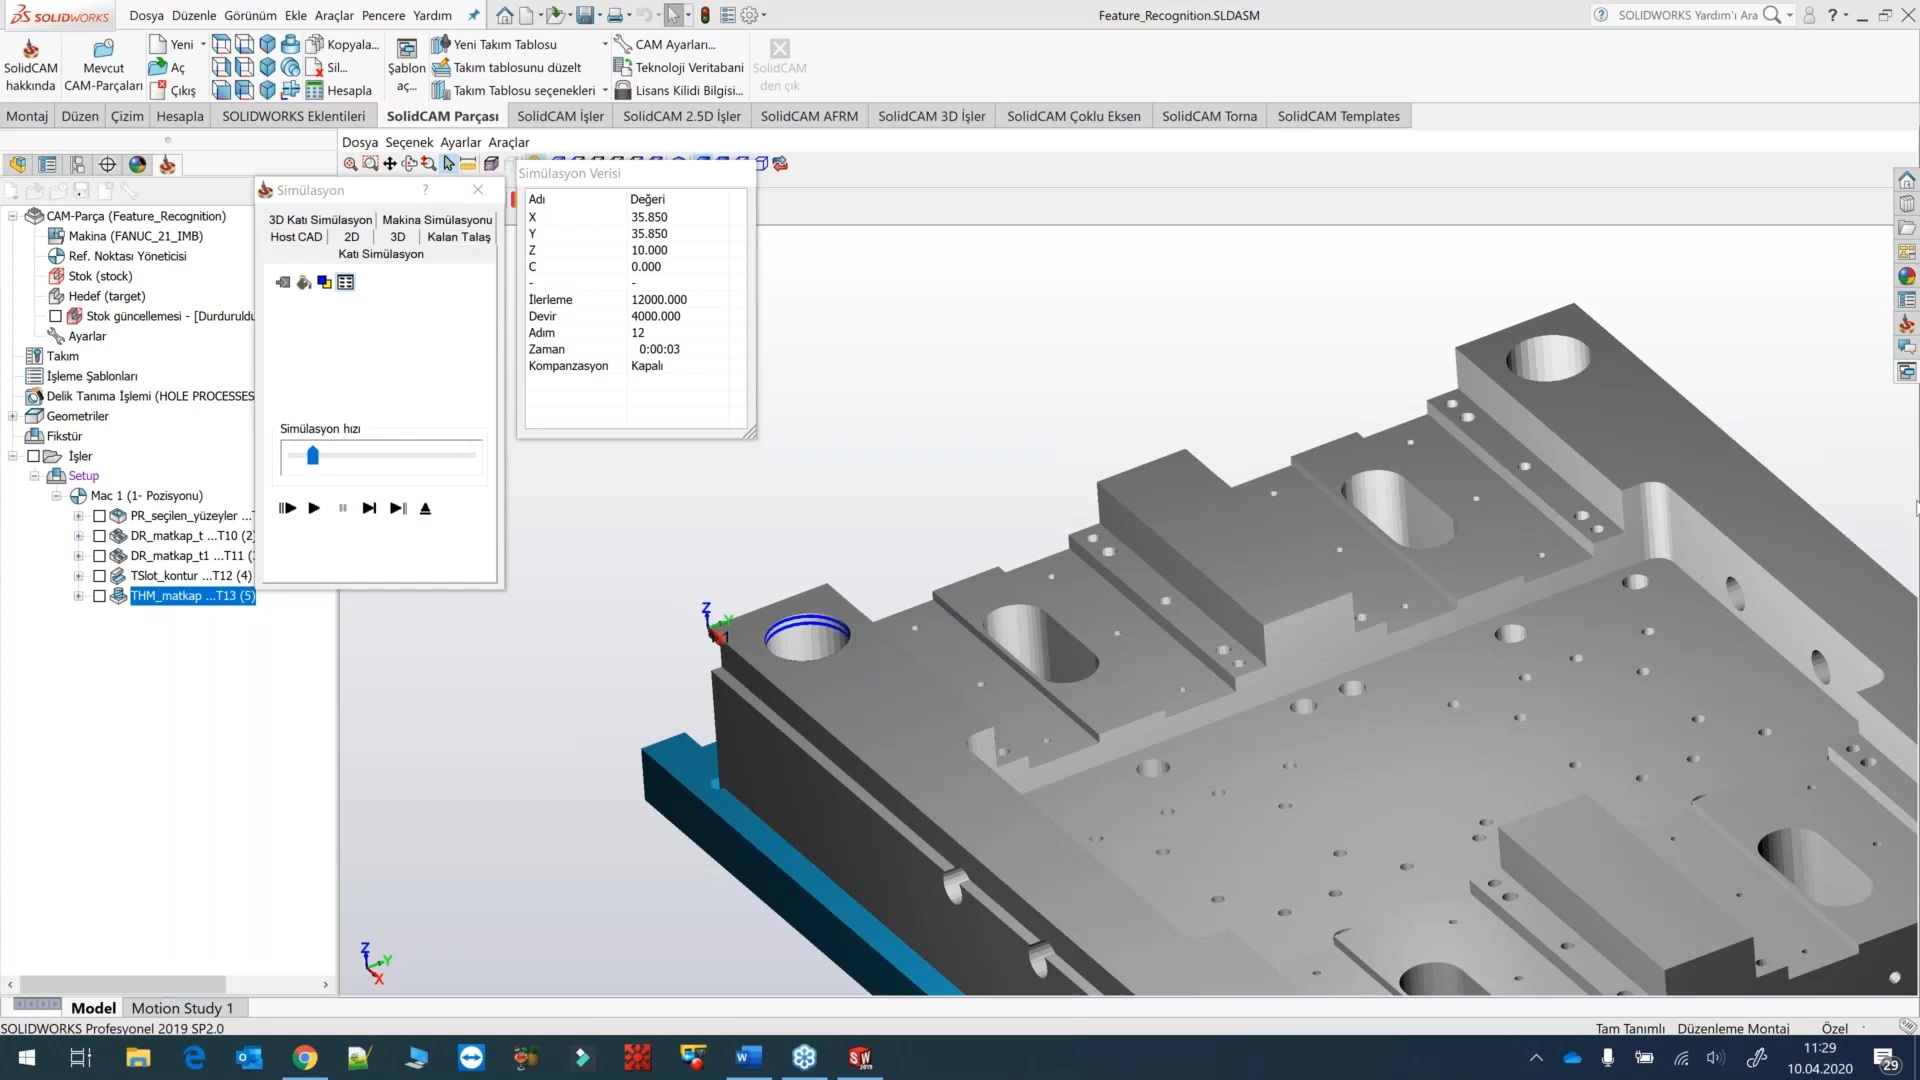 SOLIDWORKS
Dosya Düzenle Görünüm Ekle Araçlar Pencere Yardım
Feature_Recognition.SLDASM
SOLIDWORKS Yardım'ı Ara
SolidCAM hakkında
Mevcut CAM-Parçaları
Yeni
Aç
Çıkış
Kopyala...
Sil...
Hesapla
Şablon aç...
Yeni Takım Tablosu
Takım tablosunu düzelt
Takım Tablosu seçenekleri
CAM Ayarları...
Teknoloji Veritabani
Lisans Kilidi Bilgisi...
SolidCAM den çık
Montaj Düzen Çizim Hesapla SOLIDWORKS Eklentileri SolidCAM Parçası SolidCAM İşler SolidCAM 2.5D İşler SolidCAM AFRM SolidCAM 3D İşler SolidCAM Çoklu Eksen SolidCAM Torna SolidCAM Templates
Dosya Seçenek Ayarlar Araçlar
CAM-Parça (Feature_Recognition)
Makina (FANUC_21_IMB)
Ref. Noktası Yöneticisi
Stok (stock)
Hedef (target)
Stok güncellemesi - [Durduruldu
Ayarlar
Takım
İşleme Şablonları
Delik Tanıma İşlemi (HOLE PROCESSES
Geometriler
Fikstür
İşler
Setup
Mac 1 (1- Pozisyonu)
PR_seçilen_yüzeyler ...T
DR_matkap_t ...T10 (2)
DR_matkap_t1 ...T11 (3
TSlot_kontur ...T12 (4)
THM_matkap ...T13 (5)
Simülasyon ?
3D Katı Simülasyon Makina Simülasyonu
Host CAD 2D 3D Kalan Talaş
Katı Simülasyon
Simülasyon hızı
Simülasyon Verisi
Adı Değeri
X 35.850
Y 35.850
Z 10.000
C 0.000
- -
İlerleme 12000.000
Devir 4000.000
Adım 12
Zaman 0:00:03
Kompanzasyon Kapalı
Z
Y
X
Z
Y
X
Model Motion Study 1
SOLIDWORKS Profesyonel 2019 SP2.0
Tam Tanımlı Düzenleme Montaj Özel
11:29
10.04.2020
29